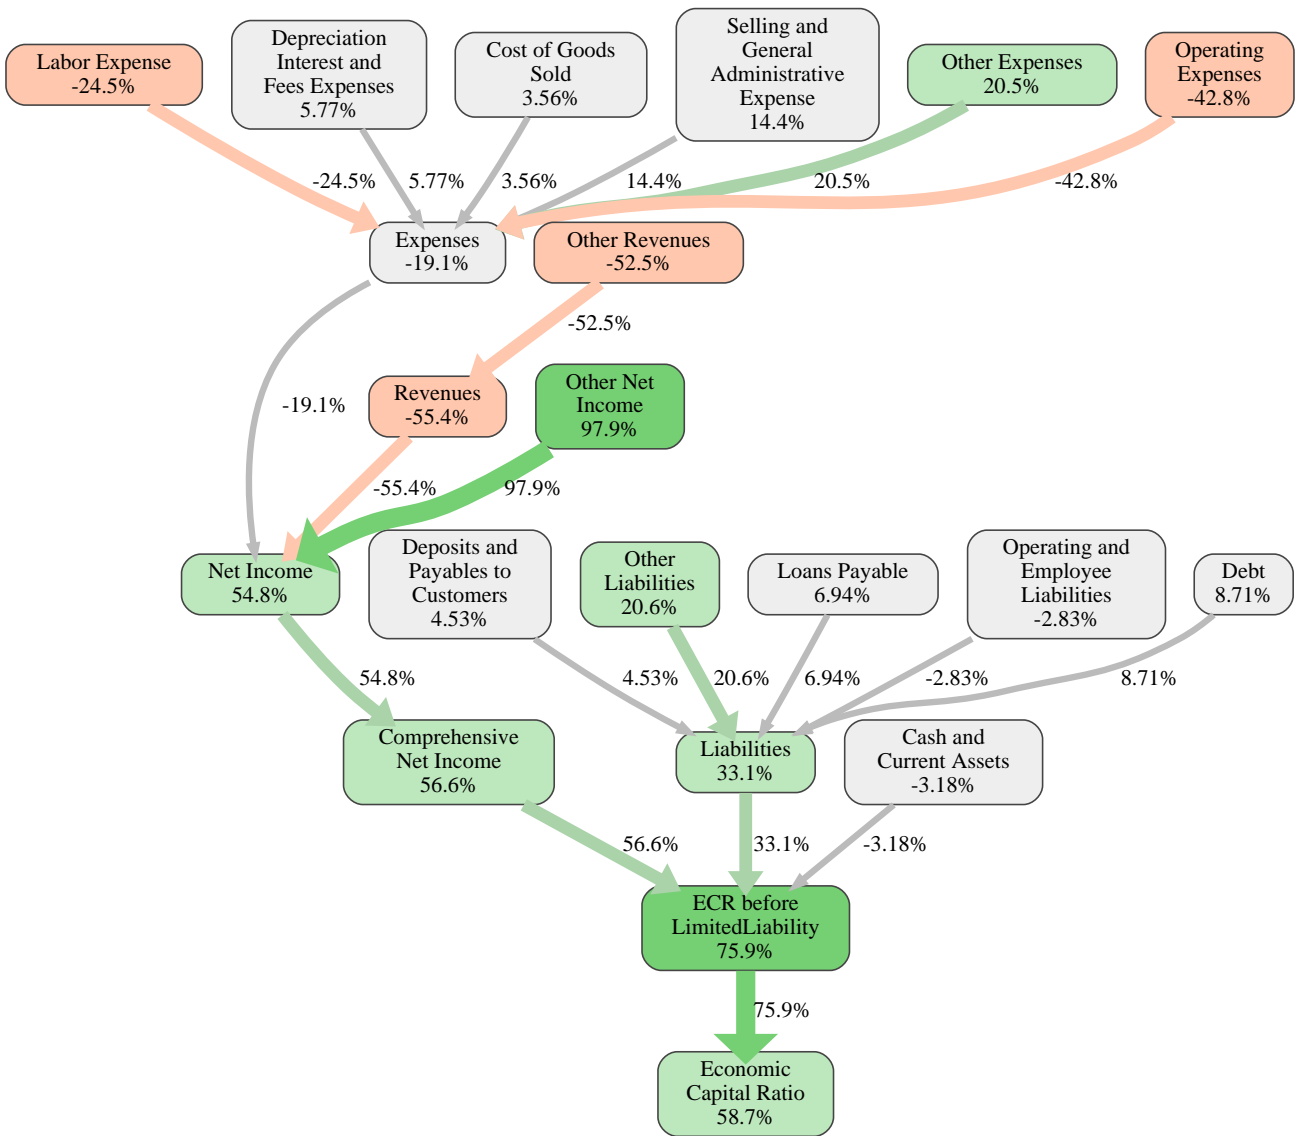 Labor Expense
-24.5%
Depreciation
Interest and
Fees Expenses
5.77%
Cost of Goods
Sold
3.56%
Selling and
General
Administrative
Expense
14.4%
Other Expenses
20.5%
Operating
Expenses
-42.8%
-24.5%
5.77%
3.56%
14.4%
20.5%
-42.8%
Expenses
-19.1%
Other Revenues
-52.5%
-52.5%
-19.1%
Revenues
-55.4%
Other Net
Income
97.9%
-55.4%
97.9%
Net Income
54.8%
Deposits and
Payables to
Customers
4.53%
Other
Liabilities
20.6%
Loans Payable
6.94%
Operating and
Employee
Liabilities
-2.83%
Debt
8.71%
54.8%
4.53%
20.6%
6.94%
-2.83%
8.71%
Comprehensive
Net Income
56.6%
Liabilities
33.1%
Cash and
Current Assets
-3.18%
56.6%
33.1%
-3.18%
ECR before
LimitedLiability
75.9%
75.9%
Economic
Capital Ratio
58.7%